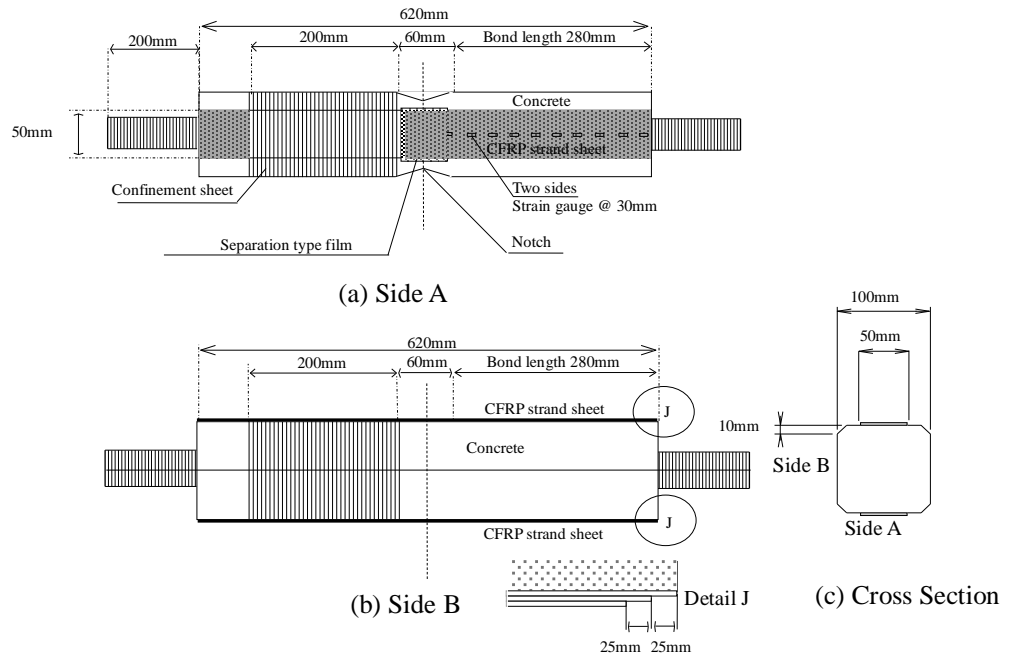 620mm
200mm
200mm
60mm
Bond length 280mm
Concrete
50mm
CFRP strand sheet
Confinement sheet
Two sides
Strain gauge @ 30mm
Separation type film
Notch
(a) Side A
620mm
200mm
60mm
Bond length 280mm
CFRP strand sheet
J
Concrete
J
CFRP strand sheet
(b) Side B
Detail J
25mm
25mm
100mm
50mm
10mm
Side B
Side A
(c) Cross Section